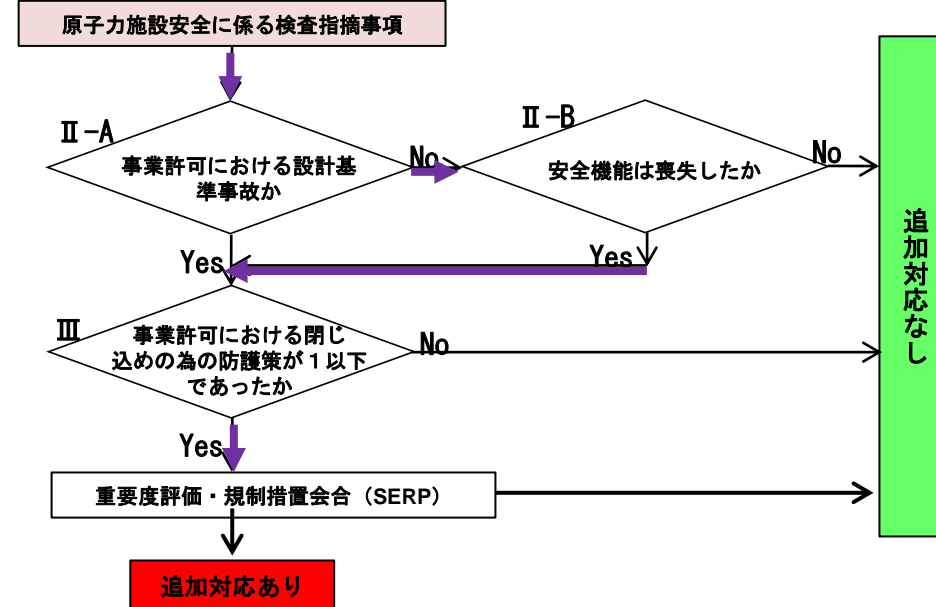 原子力施設安全に係る検査指摘事項
Ⅱ-A
事業許可における設計基
準事故か
No
Ⅱ-B
安全機能は喪失したか
No
Yes
Yes
Ⅲ
事業許可における閉じ
込めの為の防護策が１以下
であったか
No
Yes
重要度評価・規制措置会合（SERP）
追加対応あり
追加対応なし